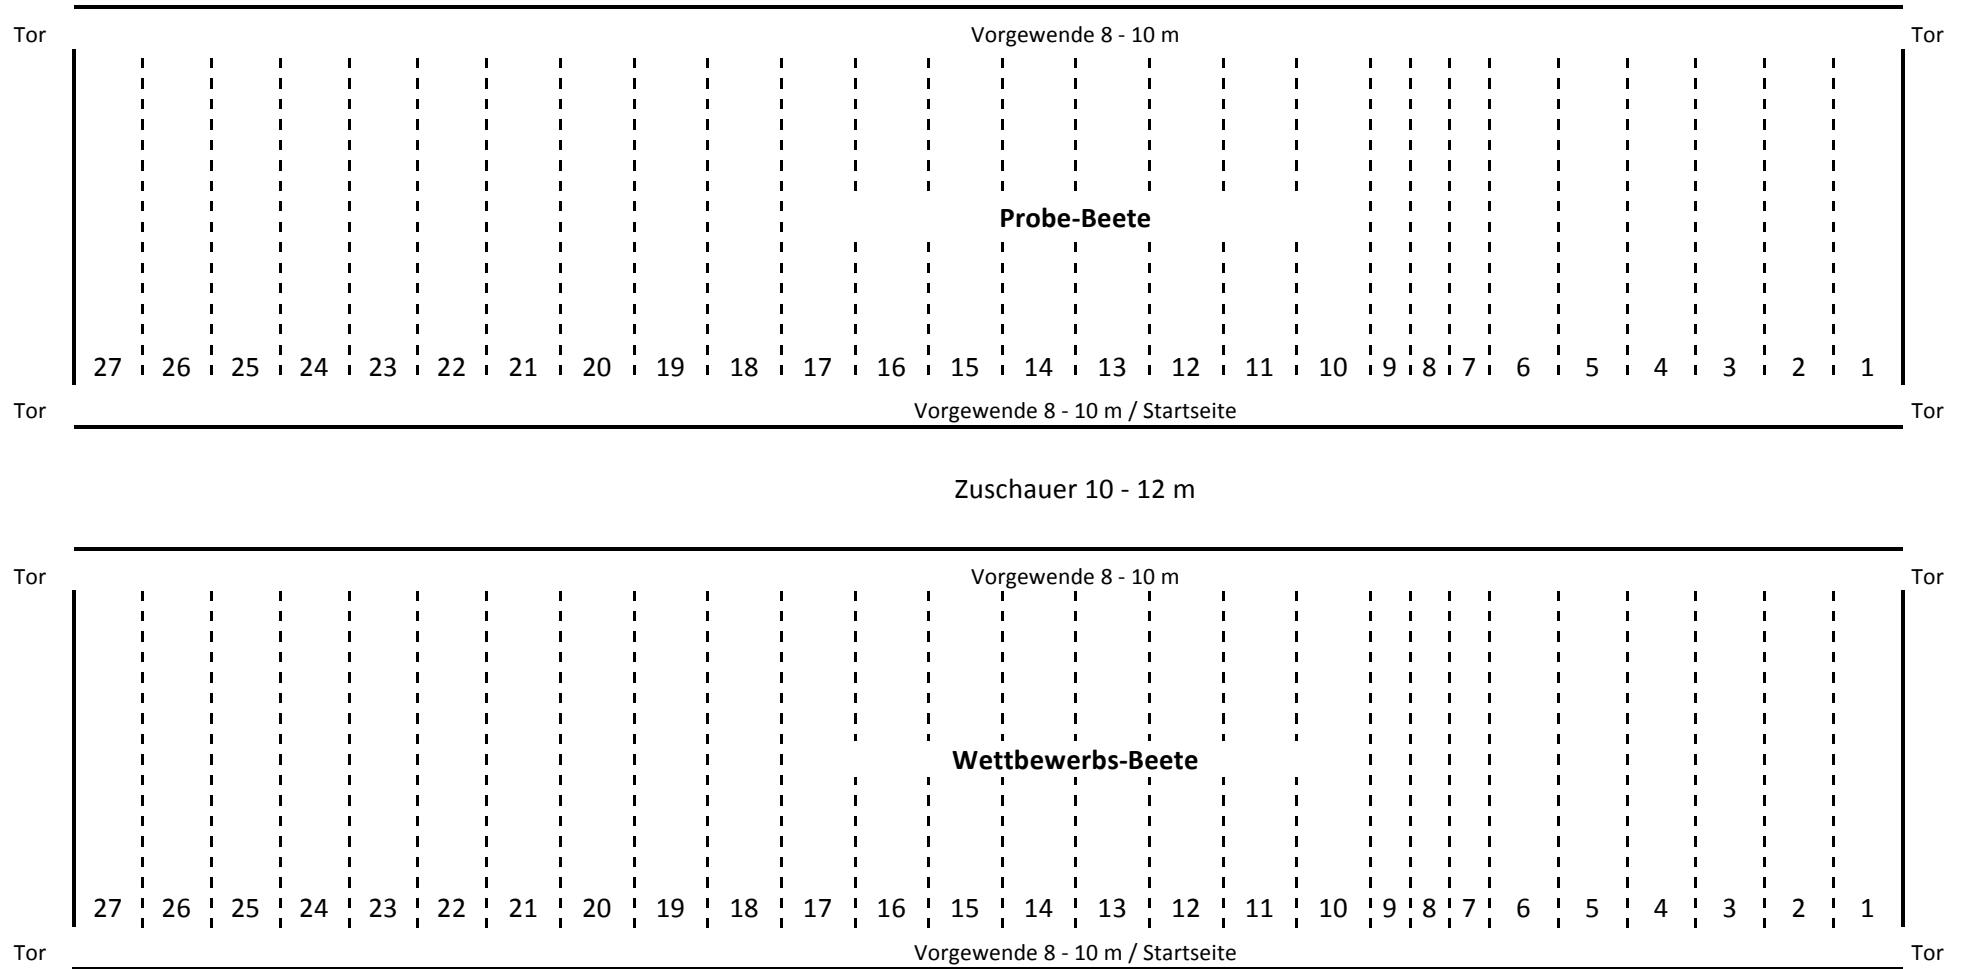 Tor Vorgewende 8 - 10 m Tor
Probe-Beete
27 26 25 24 23 22 21 20 19 18 17 16 15 14 13 12 11 10 9 8 7 6 5 4 3 2 1
Tor Vorgewende 8 - 10 m / Startseite Tor
Zuschauer 10 - 12 m
Tor Vorgewende 8 - 10 m Tor
Wettbewerbs-Beete
27 26 25 24 23 22 21 20 19 18 17 16 15 14 13 12 11 10 9 8 7 6 5 4 3 2 1
Tor Vorgewende 8 - 10 m / Startseite Tor